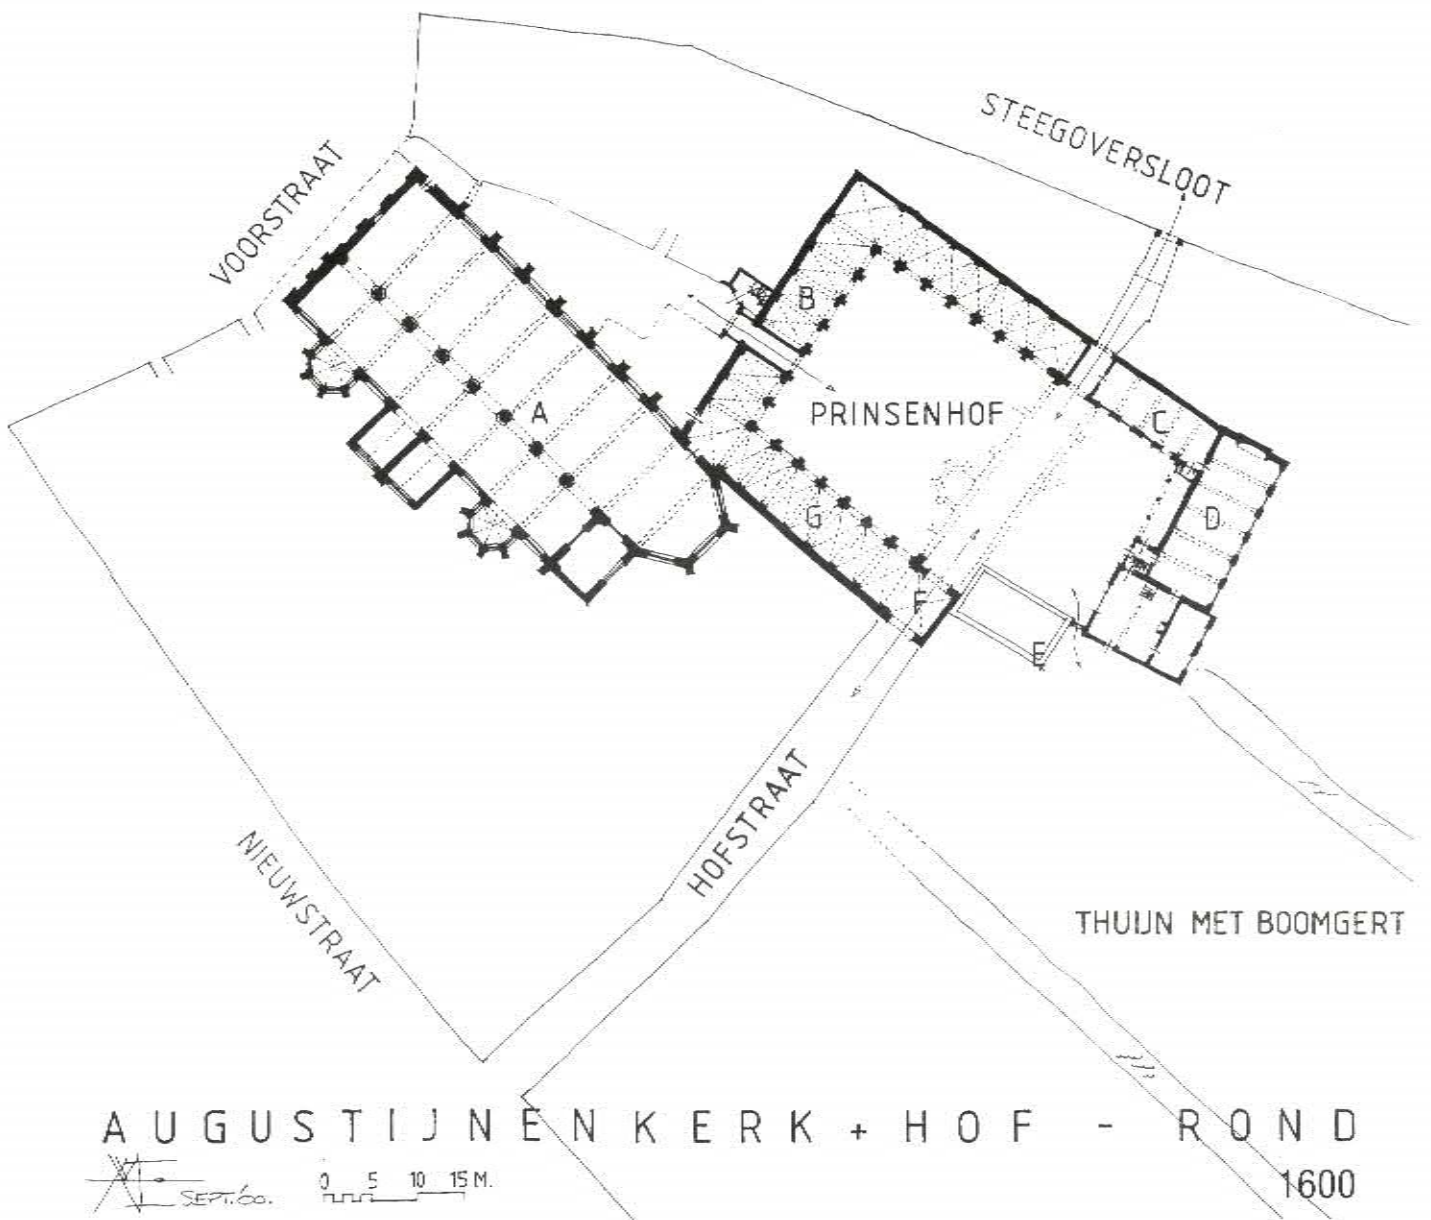 STEEGOVERSLOOT
VOORSTRAAT
B
PRINSENHOF
A
C
G
D
F
E
HOFSTRAAT
NIEUWSTRAAT
THUIJN MET BOOMGERT
AUGUSTIJNENKERK + HOF - ROND
1600
SEPT. '60.
0 5 10 15 M.